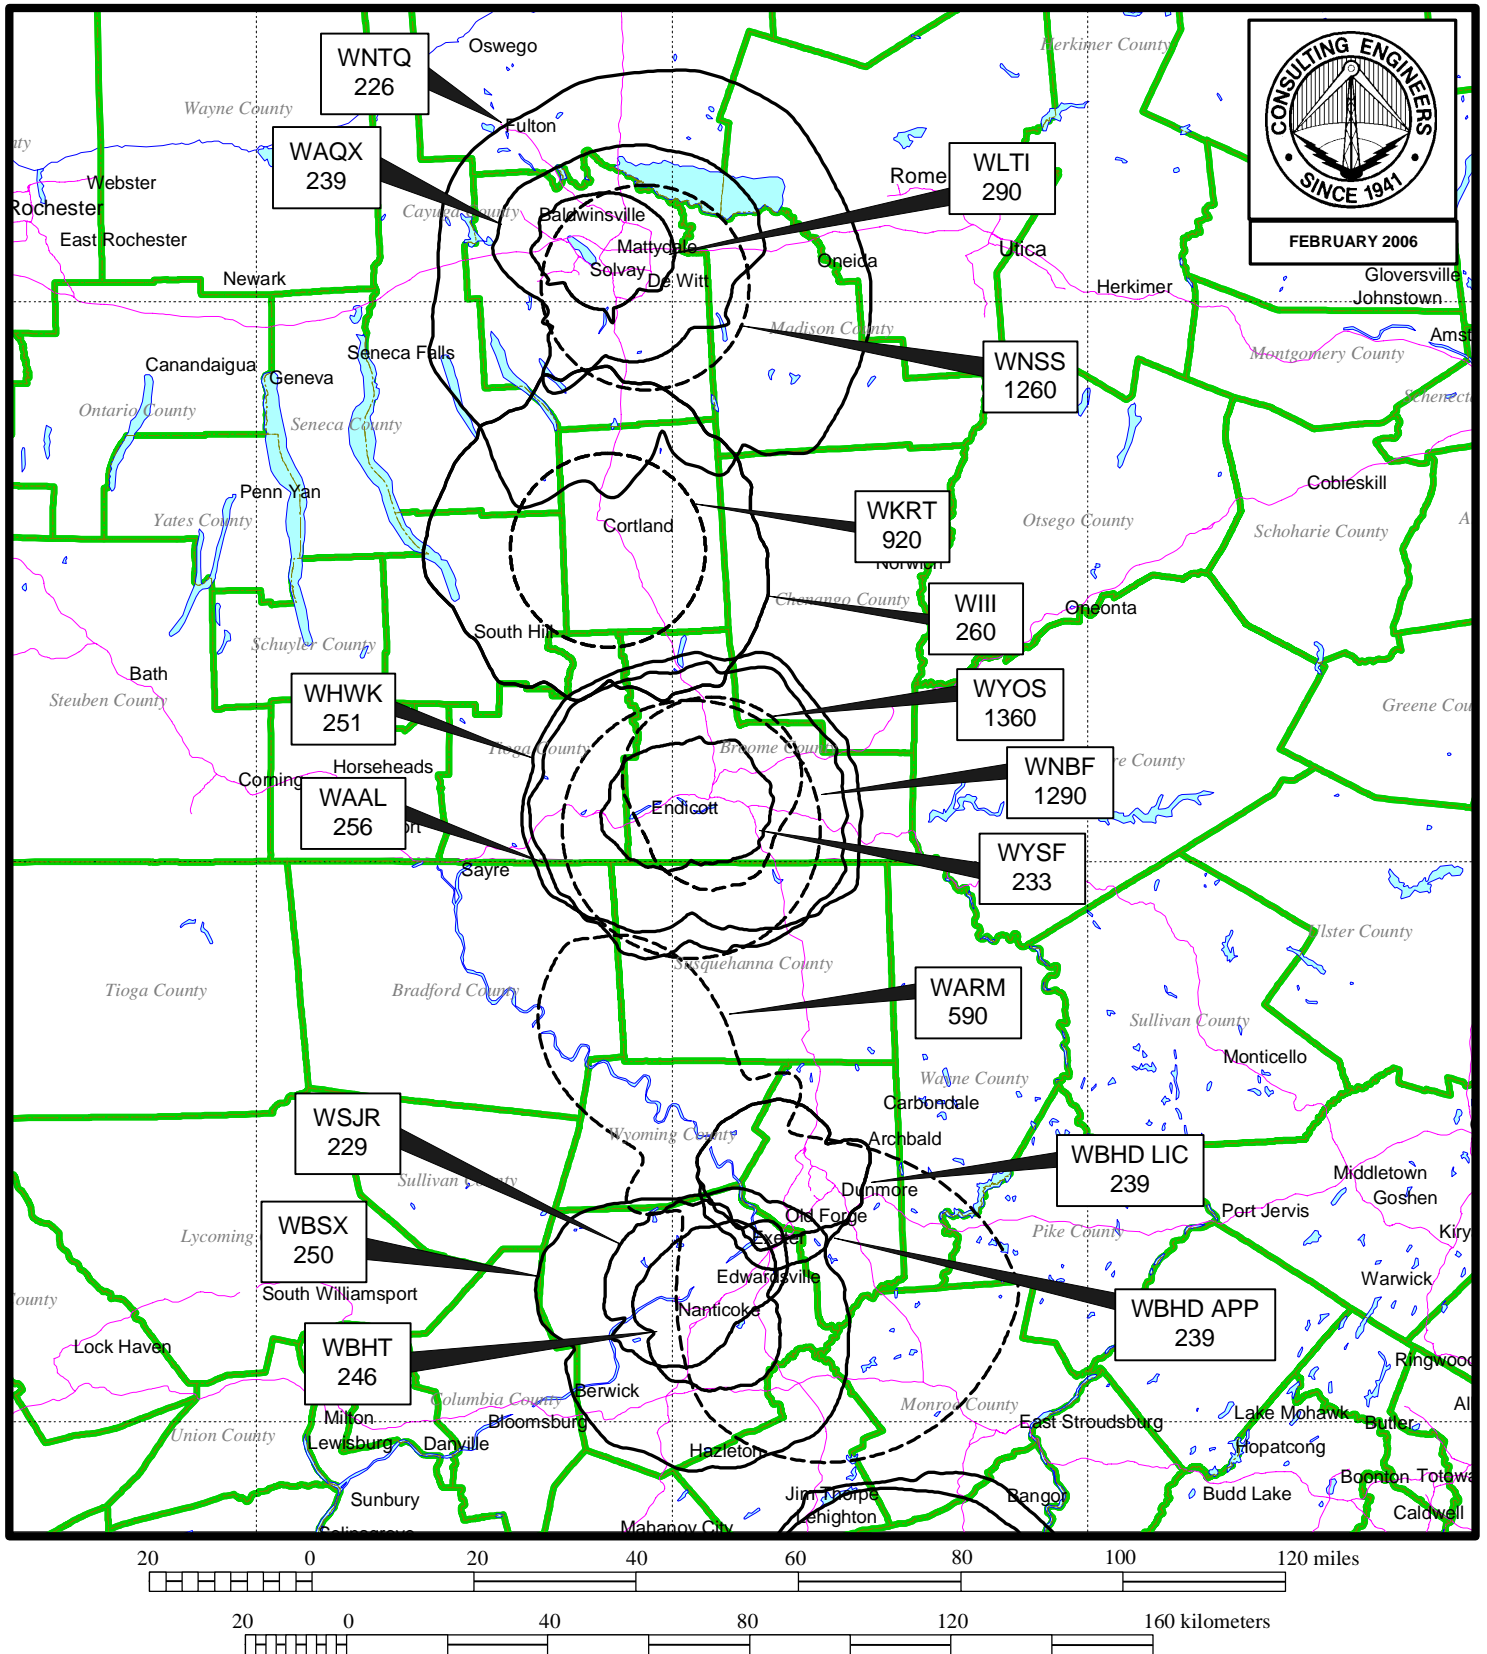 Oswego
Herkimer County
WNTQ
226
CONSULTING ENGINEERS
SINCE 1941
Wayne County
Fulton
WAQX
239
WLTI
290
Rome
Webster
Rochester
East Rochester
Cayuga County
Baldwinsville
Mattydale
Solvay
De Witt
Oneida
Utica
FEBRUARY 2006
Newark
Herkimer
Gloversville
Johnstown
Madison County
Amst
Canandaigua
Seneca Falls
Geneva
WNSS
1260
Montgomery County
Ontario County
Seneca County
Schenect
Penn Yan
Cobleskill
Yates County
Cortland
WKRT
920
Otsego County
Schoharie County
A
Norwich
Chenango County
WIII
260
Oneonta
South Hill
Schuyler County
Bath
Steuben County
WHWK
251
WYOS
1360
Greene Cou
Tioga County
Broome County
re County
Horseheads
Corning
WNBF
1290
WAAL
256
ort
Endicott
WYSF
233
Sayre
Ulster County
Susquehanna County
Tioga County
Bradford County
WARM
590
Sullivan County
Monticello
Wayne County
Carbondale
WSJR
229
Wyoming County
Archbald
WBHD LIC
239
Sullivan County
Dunmore
Middletown
Goshen
WBSX
250
Lycoming
Old Forge
Exeter
Port Jervis
Pike County
Kiry
Edwardsville
Warwick
South Williamsport
ounty
Nanticoke
WBHD APP
239
Lock Haven
WBHT
246
Ringwood
Berwick
Columbia County
Monroe County
Al
Milton
Bloomsburg
East Stroudsburg
Lake Mohawk
Butler
Union County
Lewisburg
Danville
Hazleton
Hopatcong
Boonton
Totowa
Sunbury
Jim Thorpe
Bangor
Budd Lake
Lehighton
Caldwell
Selinsgrove
Mahanoy City
20 0 20 40 60 80 100 120 miles
20 0 40 80 120 160 kilometers